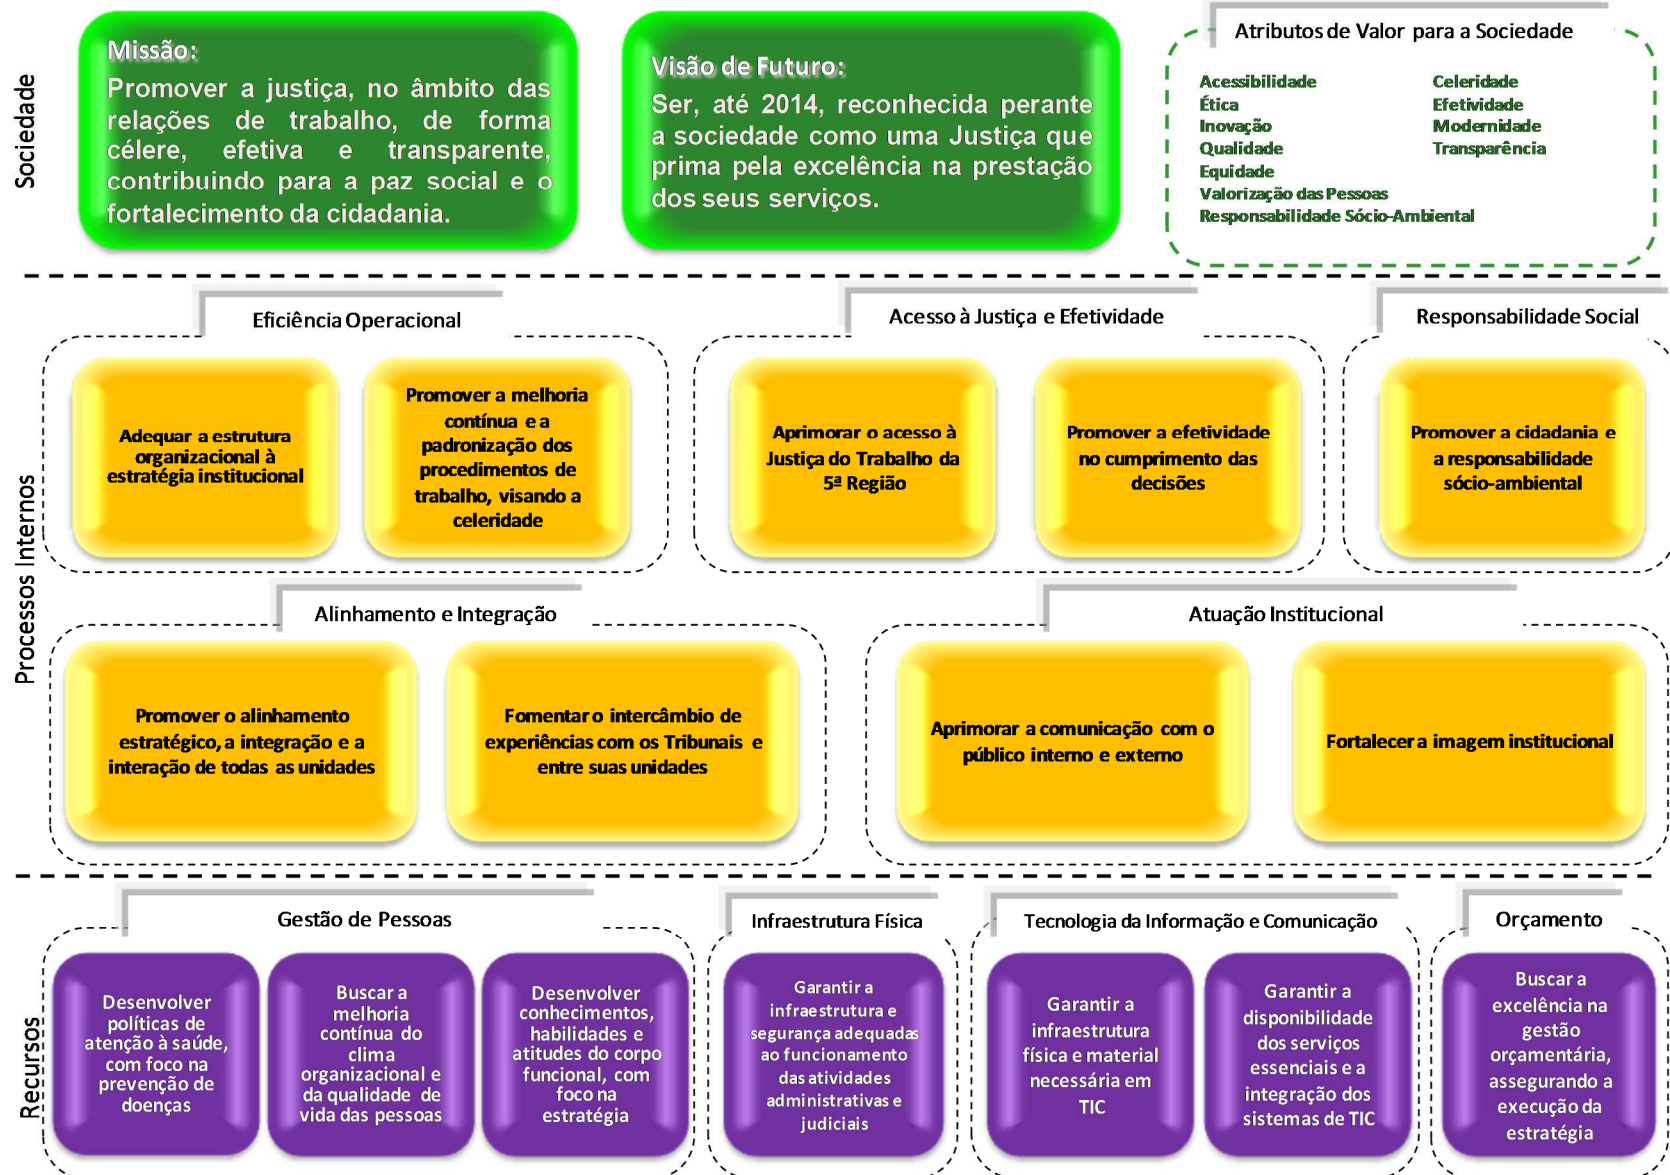 Sociedade
Missão:
Promover a justiça, no âmbito das
relações de trabalho, de forma
célere, efetiva e transparente,
contribuindo para a paz social e o
fortalecimento da cidadania.
Visão de Futuro:
Ser, até 2014, reconhecida perante
a sociedade como uma Justiça que
prima pela excelência na prestação
dos seus serviços.
Atributos de Valor para a Sociedade
Acessibilidade
Ética
Inovação
Qualidade
Equidade
Valorização das Pessoas
Responsabilidade Sócio-Ambiental
Celeridade
Efetividade
Modernidade
Transparência
Processos Internos
Eficiência Operacional
Adequar a estrutura
organizacional à
estratégia institucional
Promover a melhoria
contínua e a
padronização dos
procedimentos de
trabalho, visando a
celeridade
Acesso à Justiça e Efetividade
Aprimorar o acesso à
Justiça do Trabalho da
5ª Região
Promover a efetividade
no cumprimento das
decisões
Responsabilidade Social
Promover a cidadania e
a responsabilidade
sócio-ambiental
Alinhamento e Integração
Promover o alinhamento
estratégico, a integração e a
interação de todas as unidades
Fomentar o intercâmbio de
experiências com os Tribunais e
entre suas unidades
Atuação Institucional
Aprimorar a comunicação com o
público interno e externo
Fortalecer a imagem institucional
Recursos
Gestão de Pessoas
Desenvolver
políticas de
atenção à saúde,
com foco na
prevenção de
doenças
Buscar a
melhoria
contínua do
clima
organizacional e
da qualidade de
vida das pessoas
Desenvolver
conhecimentos,
habilidades e
atitudes do corpo
funcional, com
foco na
estratégia
Infraestrutura Física
Garantir a
infraestrutura e
segurança adequadas
ao funcionamento
das atividades
administrativas e
judiciais
Tecnologia da Informação e Comunicação
Garantir a
infraestrutura
física e material
necessária em
TIC
Garantir a
disponibilidade
dos serviços
essenciais e a
integração dos
sistemas de TIC
Orçamento
Buscar a
excelência na
gestão
orçamentária,
assegurando a
execução da
estratégia